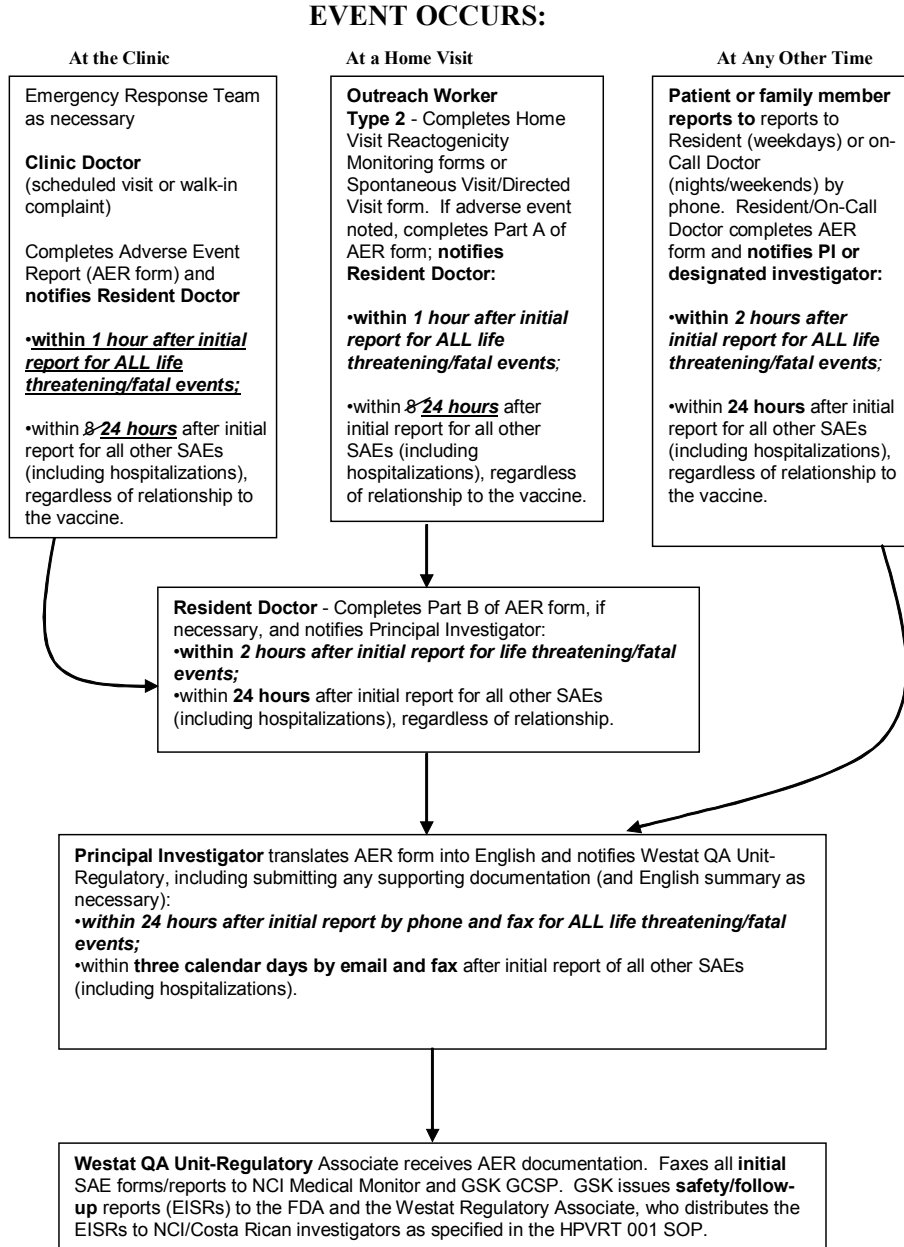 EVENT OCCURS:
At the Clinic
Emergency Response Team
as necessary
Clinic Doctor
(scheduled visit or walk-in
complaint)
Completes Adverse Event
Report (AER form) and
notifies Resident Doctor
•within 1 hour after initial
report for ALL life
threatening/fatal events;
•within 8 24 hours after initial
report for all other SAEs
(including hospitalizations),
regardless of relationship to
the vaccine.
At a Home Visit
Outreach Worker
Type 2 - Completes Home
Visit Reactogenicity
Monitoring forms or
Spontaneous Visit/Directed
Visit form. If adverse event
noted, completes Part A of
AER form; notifies
Resident Doctor:
•within 1 hour after initial
report for ALL life
threatening/fatal events;
•within 8 24 hours after
initial report for all other
SAEs (including
hospitalizations), regardless
of relationship to the vaccine.
At Any Other Time
Patient or family member
reports to reports to
Resident (weekdays) or on-
Call Doctor
(nights/weekends) by
phone. Resident/On-Call
Doctor completes AER
form and notifies PI or
designated investigator:
•within 2 hours after
initial report for ALL life
threatening/fatal events;
•within 24 hours after initial
report for all other SAEs
(including hospitalizations),
regardless of relationship to
the vaccine.
Resident Doctor - Completes Part B of AER form, if
necessary, and notifies Principal Investigator:
•within 2 hours after initial report for life threatening/fatal
events;
•within 24 hours after initial report for all other SAEs
(including hospitalizations), regardless of relationship.
Principal Investigator translates AER form into English and notifies Westat QA Unit-
Regulatory, including submitting any supporting documentation (and English summary as
necessary):
•within 24 hours after initial report by phone and fax for ALL life threatening/fatal
events;
•within three calendar days by email and fax after initial report of all other SAEs
(including hospitalizations).
Westat QA Unit-Regulatory Associate receives AER documentation. Faxes all initial
SAE forms/reports to NCI Medical Monitor and GSK GCSP. GSK issues safety/follow-
up reports (EISRs) to the FDA and the Westat Regulatory Associate, who distributes the
EISRs to NCI/Costa Rican investigators as specified in the HPVRT 001 SOP.